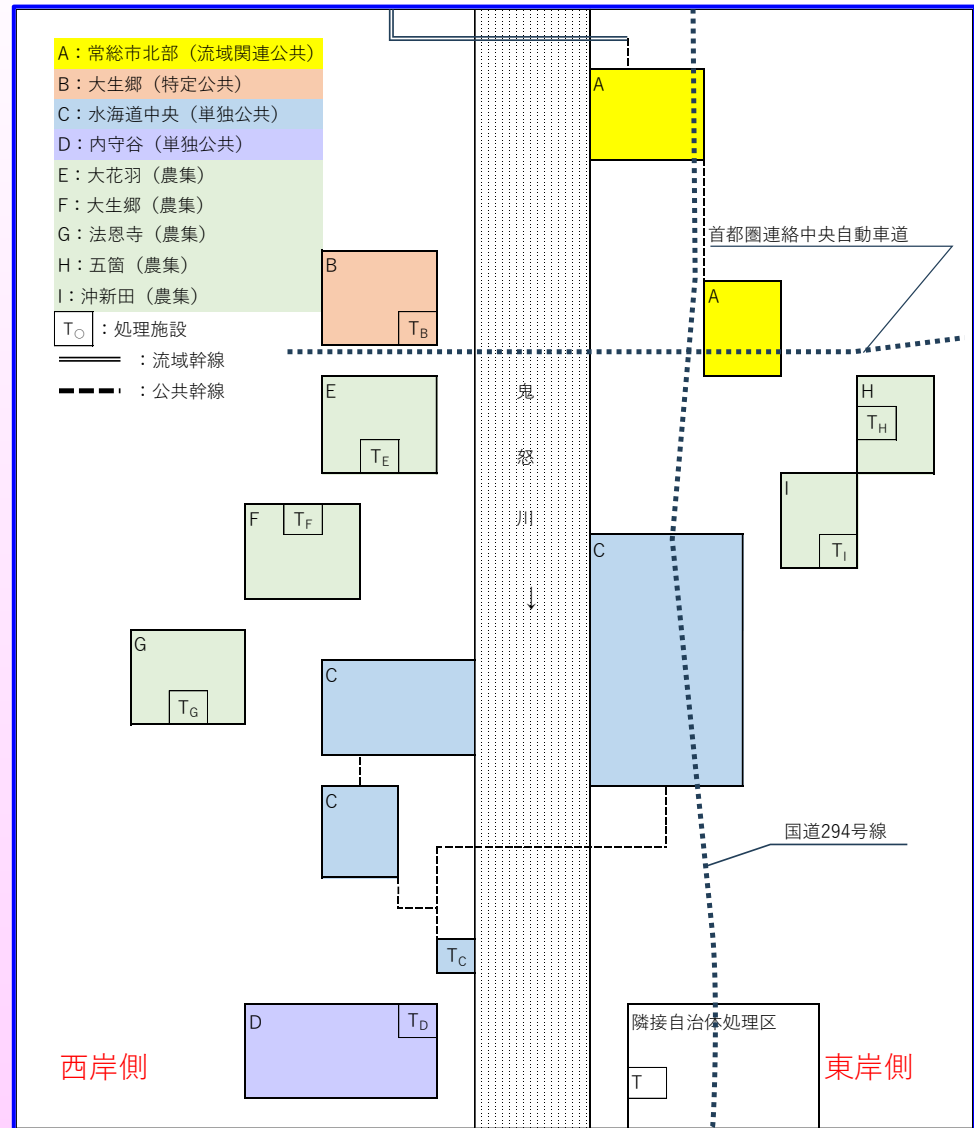 A：常総市北部（流域関連公共）
B：大生郷（特定公共）
C：水海道中央（単独公共）
D：内守谷（単独公共）
E：大花羽（農集）
F：大生郷（農集）
G：法恩寺（農集）
H：五箇（農集）
I：沖新田（農集）
T○：処理施設
：流域幹線
：公共幹線
A
首都圏連絡中央自動車道
B
TB
A
E
TE
鬼怒川
↓
H
TH
I
TI
F
TF
C
G
TG
C
C
国道294号線
TC
D
TD
隣接自治体処理区
T
西岸側
東岸側